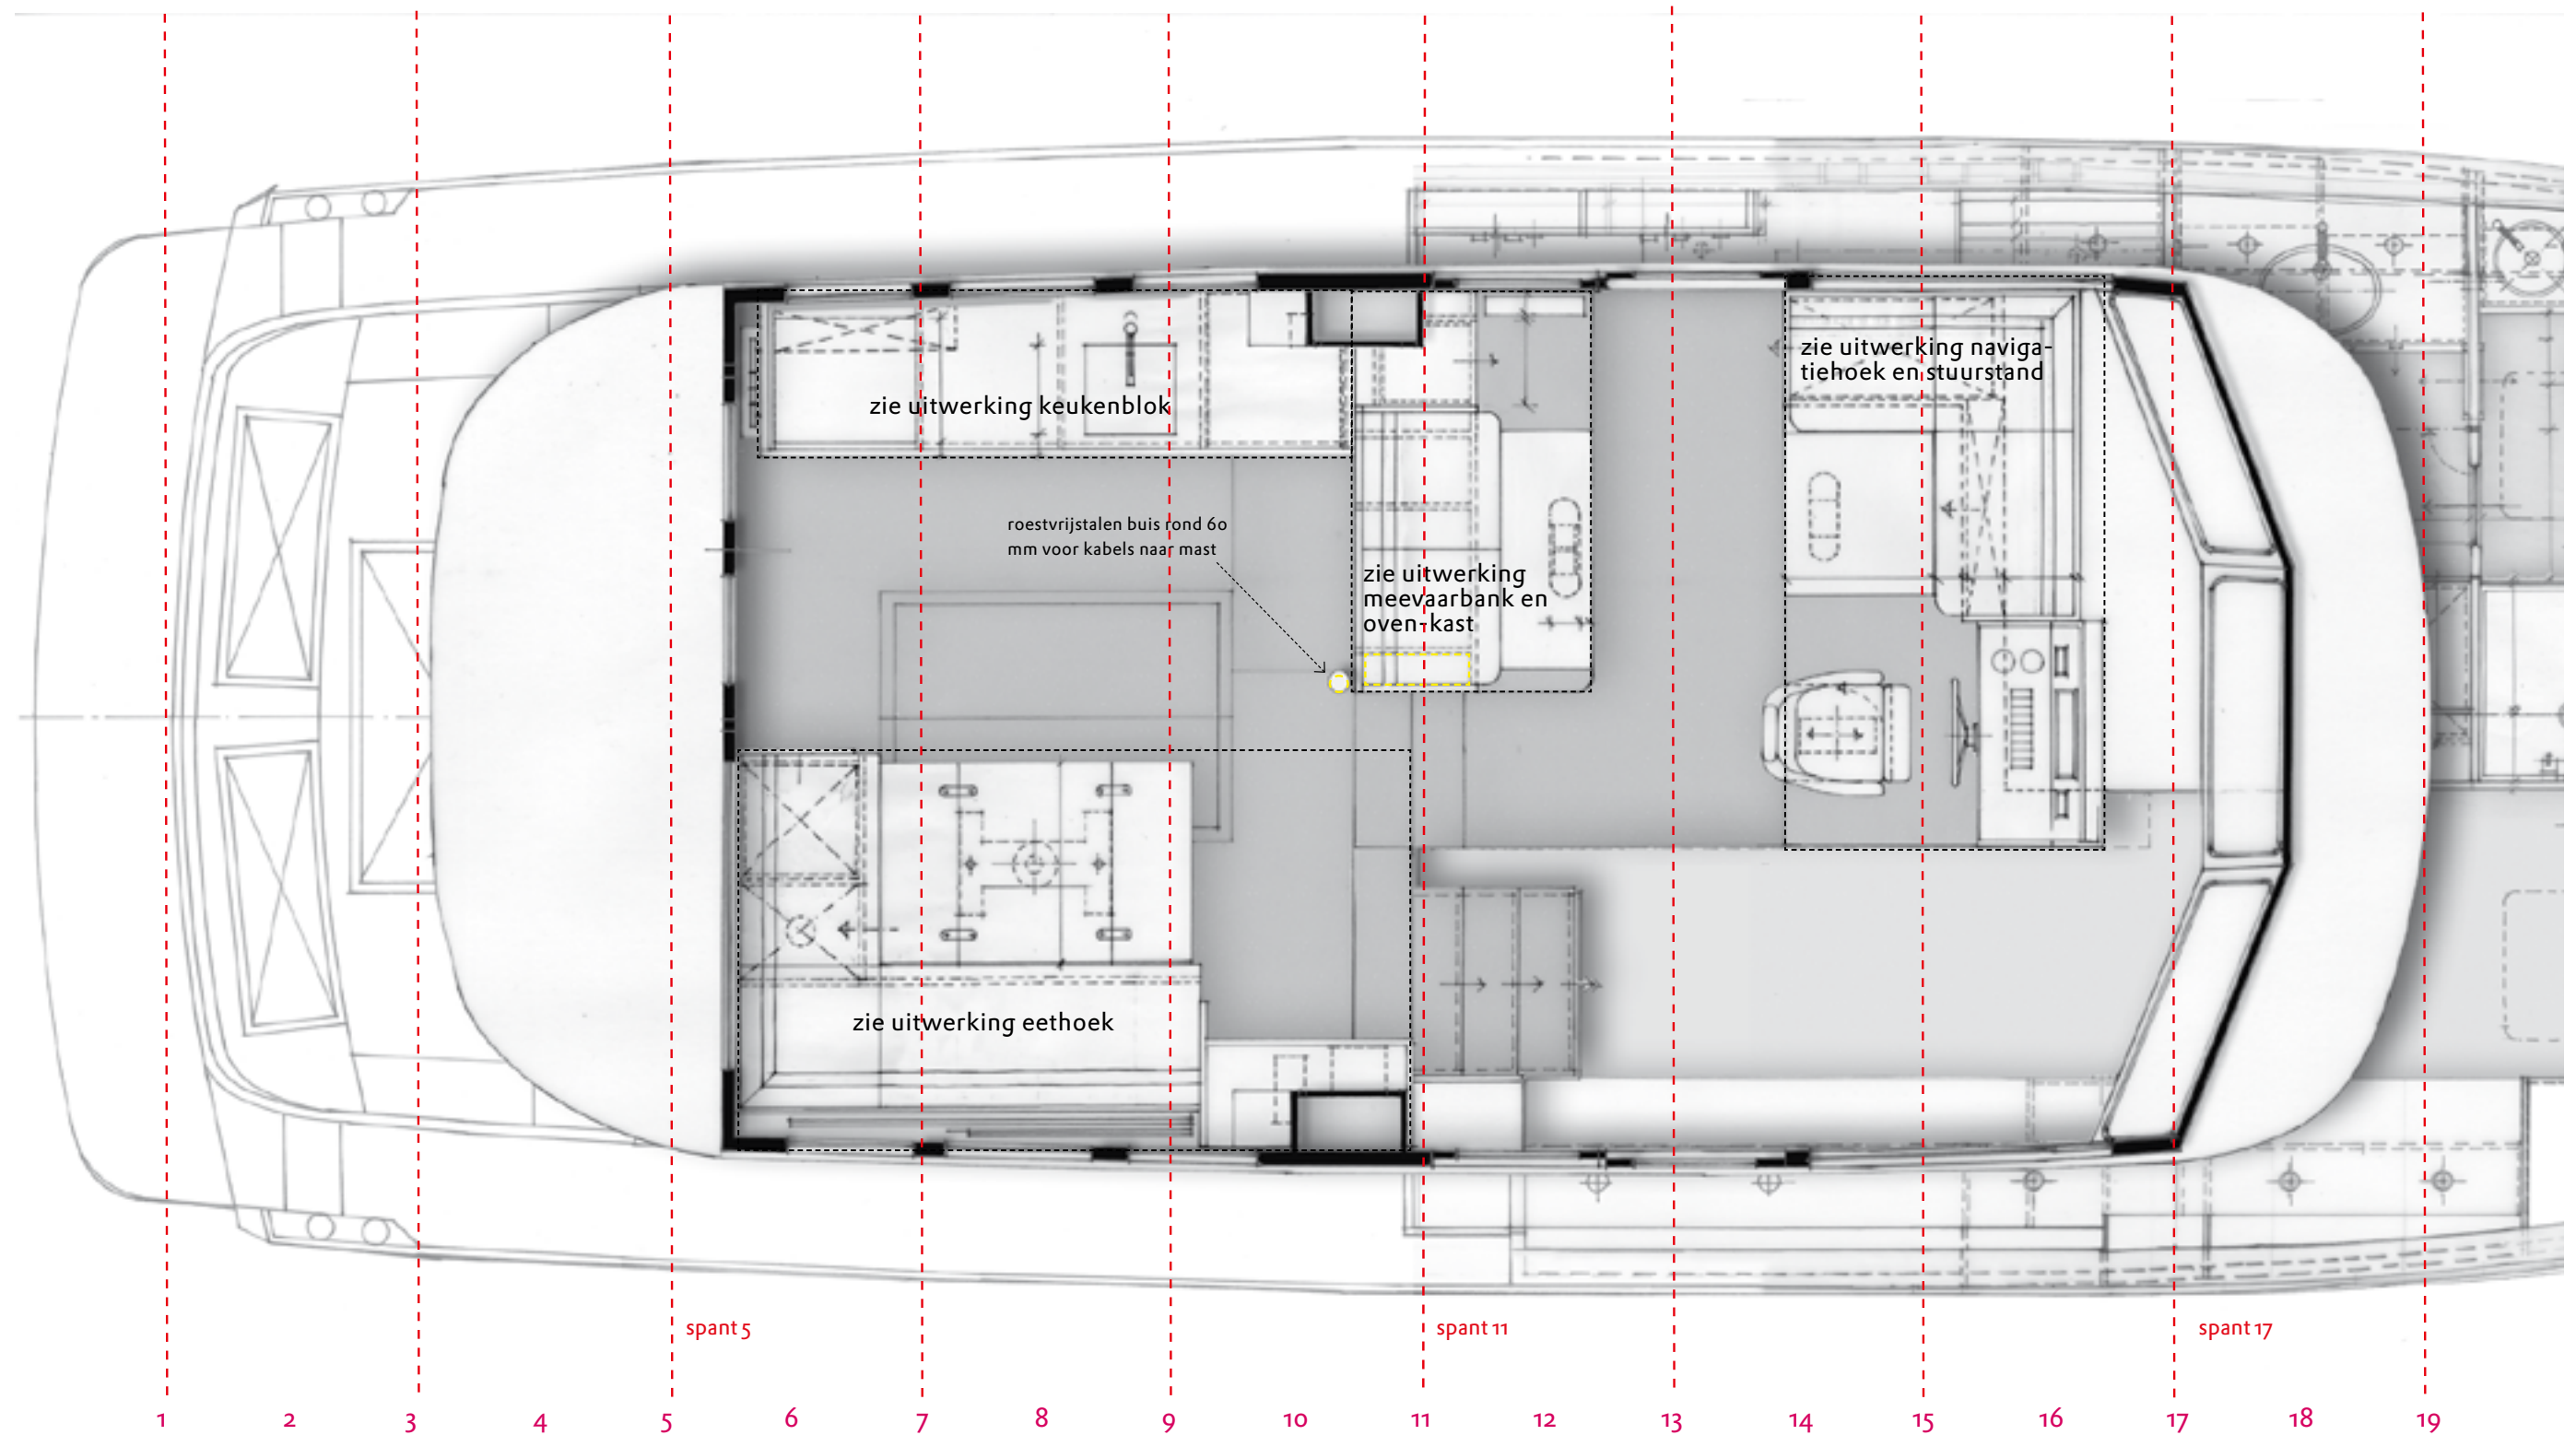 zie uitwerking naviga-
tiehoek en stuurstand
zie uitwerking keukenblok
roestvrijstalen buis rond 60
mm voor kabels naar mast
zie uitwerking
meevaarbank en
oven-kast
zie uitwerking eethoek
spant 5
spant 11
spant 17
1 2 3 4 5 6 7 8 9 10 11 12 13 14 15 16 17 18 19